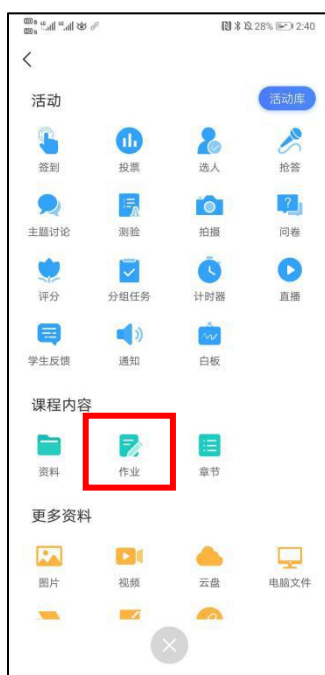 28% 2:40
活动 活动库
签到 投票 选人 抢答
主题讨论 测验 拍摄 问卷
评分 分组任务 计时器 直播
学生反馈 通知 白板
课程内容
资料 作业 章节
更多资料
图片 视频 云盘 电脑文件